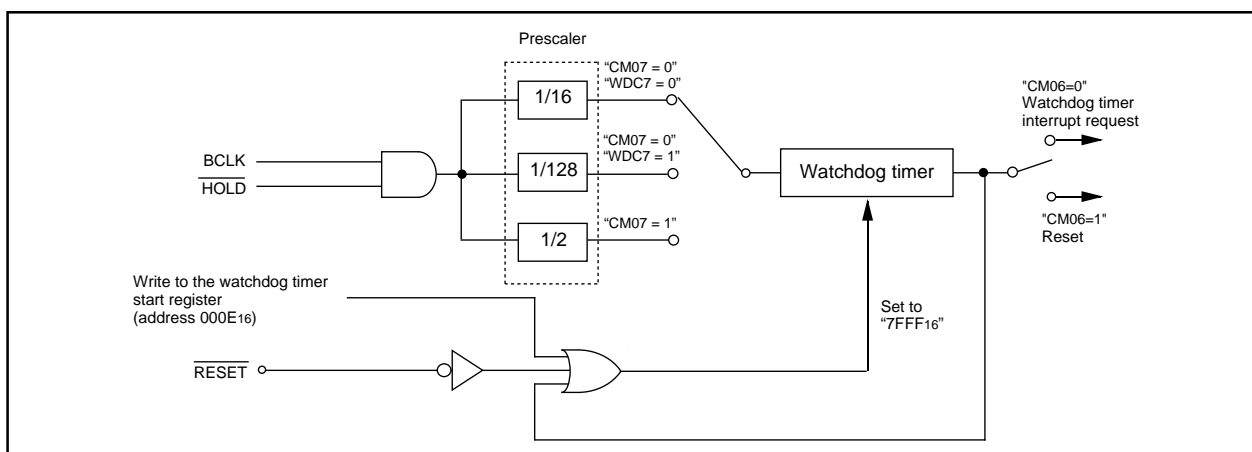 Prescaler
“CM07 = 0”
“WDC7 = 0”
1/16
"CM06=0"
Watchdog timer
interrupt request
BCLK
HOLD
“CM07 = 0”
“WDC7 = 1”
1/128
Watchdog timer
“CM07 = 1”
1/2
"CM06=1"
Reset
Write to the watchdog timer
start register
(address 000E16)
Set to
“7FFF16”
RESET